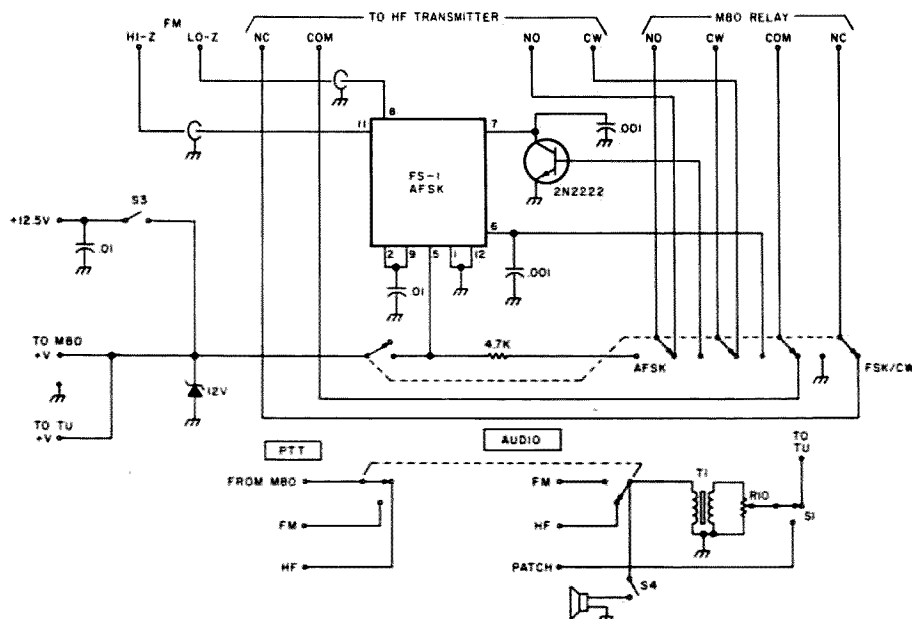 FM
TO HF TRANSMITTER
MBO RELAY
HI-Z LO-Z NC COM NO CW NO CW COM NC
8
11
7
.001
FS-1
AFSK
2N2222
S3
+12.5V
.01
6
2 9 5 1 12
.001
.01
TO MBO
+V
4.7K
AFSK
FSK/CW
12V
TO TU
+V
PTT
AUDIO
TO
TU
FROM MBO
FM
T1
R10
S1
FM
HF
HF
PATCH
S4